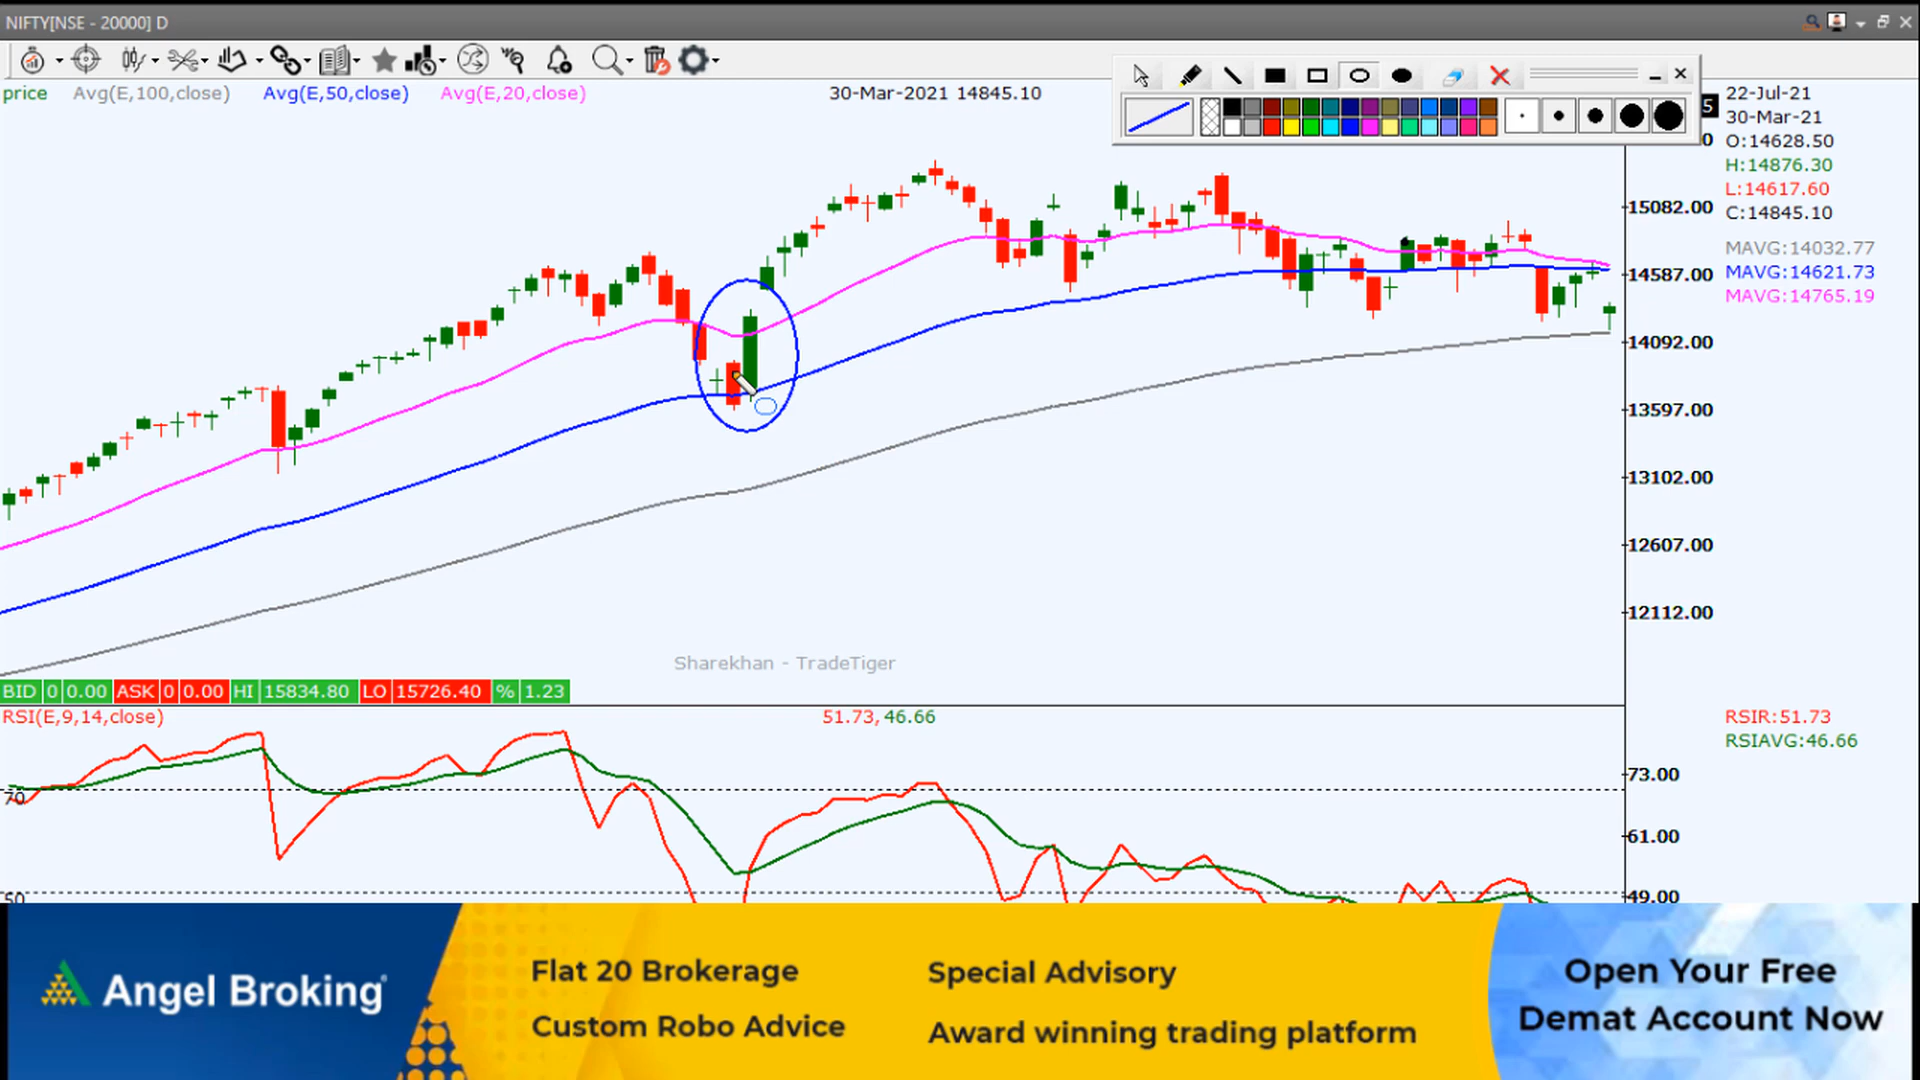 NIFTY[NSE - 20000] D
price Avg(E,100,close) Avg(E,50,close) Avg(E,20,close) 30-Mar-2021 14845.10
22-Jul-21
30-Mar-21
O:14628.50
H:14876.30
L:14617.60
C:14845.10
MAVG:14032.77
MAVG:14621.73
MAVG:14765.19
15082.00
14587.00
14092.00
13597.00
13102.00
12607.00
12112.00
Sharekhan - TradeTiger
BID 0 0.00 ASK 0 0.00 HI 15834.80 LO 15726.40 % 1.23
RSI(E,9,14,close) 51.73, 46.66
RSIR:51.73
RSIAVG:46.66
73.00
70
61.00
50
49.00
Angel Broking
Flat 20 Brokerage
Custom Robo Advice
Special Advisory
Award winning trading platform
Open Your Free
Demat Account Now